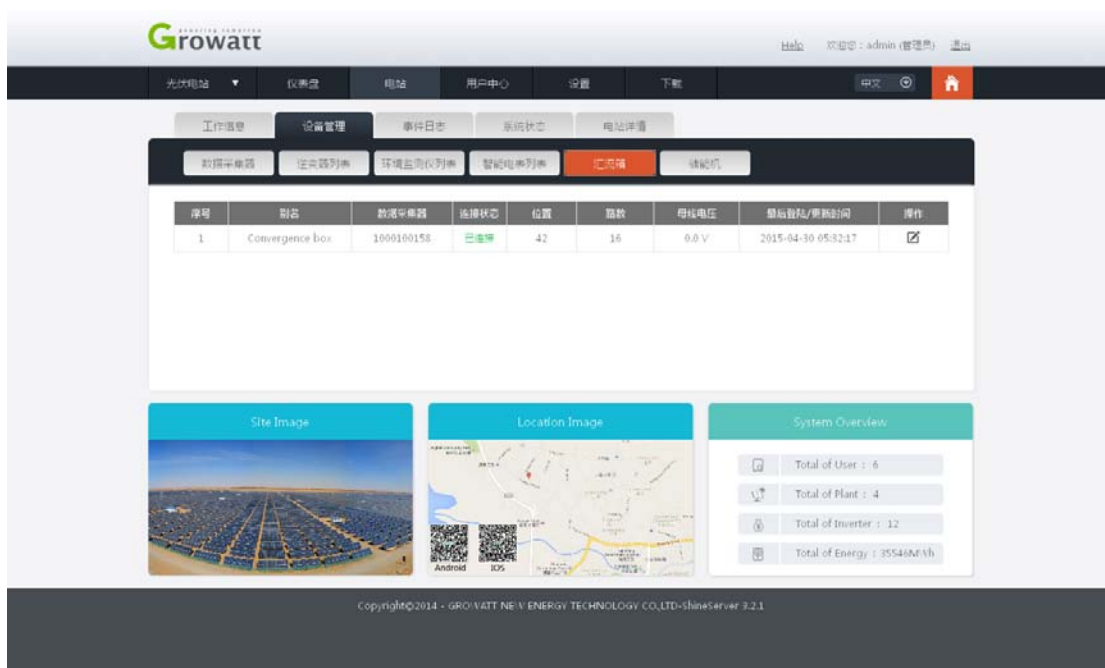 Growatt
powering tomorrow
Help 欢迎您：admin (管理员) 退出
光伏电站 ▼ 仪表盘 电站 用户中心 设置 下载 中文
工作信息 设备管理 事件日志 系统状态 电站详情
数据采集器 逆变器列表 环境监测仪列表 智能电表列表 汇流箱 储能机
序号 别名 数据采集器 连接状态 位置 路数 母线电压 最后登陆/更新时间 操作
1 Convergence box 1000100158 已连接 42 16 0.0 V 2015-04-30 05:32:17
Site Image Location Image System Overview
Total of User : 6
Total of Plant : 4
Total of Inverter : 12
Total of Energy : 35546MWh
Android IOS
Copyright©2014 - GROWATT NEW ENERGY TECHNOLOGY CO,LTD-ShineServer 3.2.1